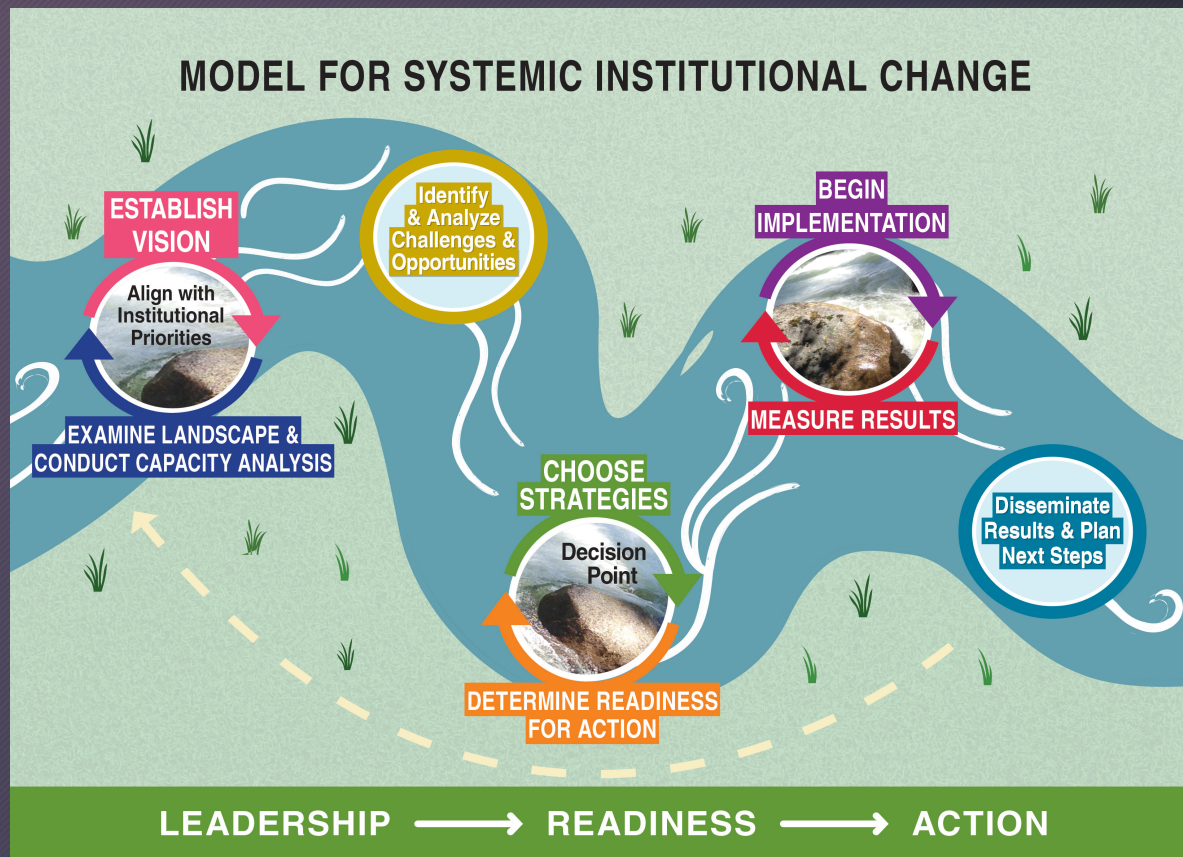 MODEL FOR SYSTEMIC INSTITUTIONAL CHANGE
ESTABLISH
VISION
Align with
Institutional
Priorities
EXAMINE LANDSCAPE &
CONDUCT CAPACITY ANALYSIS
Identify
& Analyze
Challenges &
Opportunities
CHOOSE
STRATEGIES
Decision
Point
DETERMINE READINESS
FOR ACTION
BEGIN
IMPLEMENTATION
MEASURE RESULTS
Disseminate
Results & Plan
Next Steps
LEADERSHIP → READINESS → ACTION